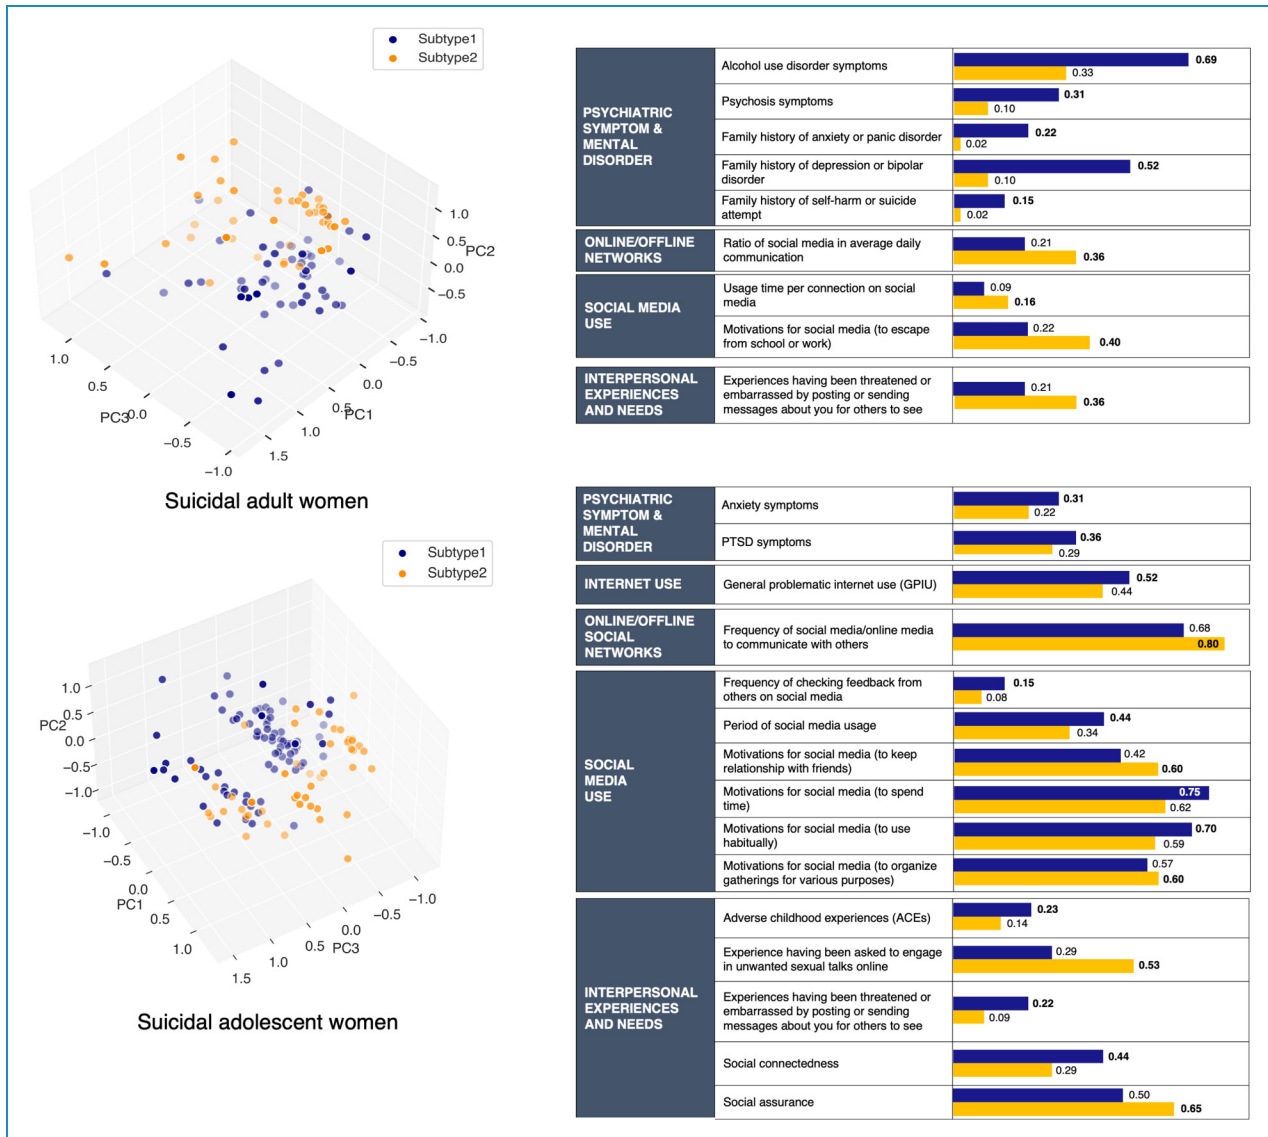 Subtype1
Subtype2
1.0
0.5
0.0
−0.5
PC2
−1.0
−0.5
0.0
0.5
1.0
1.5
PC1
1.0
0.5
0.0
−0.5
−1.0
PC3
Suicidal adult women
PSYCHIATRIC
SYMPTOM &
MENTAL
DISORDER
Alcohol use disorder symptoms
0.69
0.33
Psychosis symptoms
0.31
0.10
Family history of anxiety or panic disorder
0.22
0.02
Family history of depression or bipolar
disorder
0.52
0.10
Family history of self-harm or suicide
attempt
0.15
0.02
ONLINE/OFFLINE
NETWORKS
Ratio of social media in average daily
communication
0.21
0.36
SOCIAL MEDIA
USE
Usage time per connection on social
media
0.09
0.16
Motivations for social media (to escape
from school or work)
0.22
0.40
INTERPERSONAL
EXPERIENCES
AND NEEDS
Experiences having been threatened or
embarrassed by posting or sending
messages about you for others to see
0.21
0.36
Subtype1
Subtype2
1.0
0.5
PC2
0.0
−0.5
−1.0
−1.0
−0.5
0.0
PC1
0.5
1.0
1.5
1.0
0.5
PC3
0.0
−0.5
−1.0
Suicidal adolescent women
PSYCHIATRIC
SYMPTOM &
MENTAL
DISORDER
Anxiety symptoms
0.31
0.22
PTSD symptoms
0.36
0.29
INTERNET USE
General problematic internet use (GPIU)
0.52
0.44
ONLINE/OFFLINE
SOCIAL
NETWORKS
Frequency of social media/online media
to communicate with others
0.68
0.80
SOCIAL
MEDIA
USE
Frequency of checking feedback from
others on social media
0.15
0.08
Period of social media usage
0.44
0.34
Motivations for social media (to keep
relationship with friends)
0.42
0.60
Motivations for social media (to spend
time)
0.75
0.62
Motivations for social media (to use
habitually)
0.70
0.59
Motivations for social media (to organize
gatherings for various purposes)
0.57
0.60
INTERPERSONAL
EXPERIENCES
AND NEEDS
Adverse childhood experiences (ACEs)
0.23
0.14
Experience having been asked to engage
in unwanted sexual talks online
0.29
0.53
Experiences having been threatened or
embarrassed by posting or sending
messages about you for others to see
0.22
0.09
Social connectedness
0.44
0.29
Social assurance
0.50
0.65